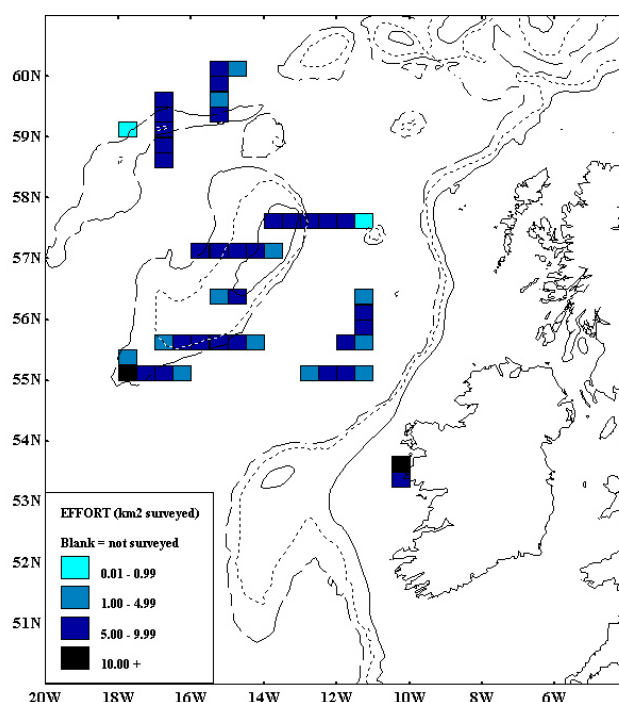 60N
59N
58N
57N
56N
55N
54N
53N
52N
51N
EFFORT (km2 surveyed)
Blank = not surveyed
0.01 - 0.99
1.00 - 4.99
5.00 - 9.99
10.00 +
20W 18W 16W 14W 12W 10W 8W 6W